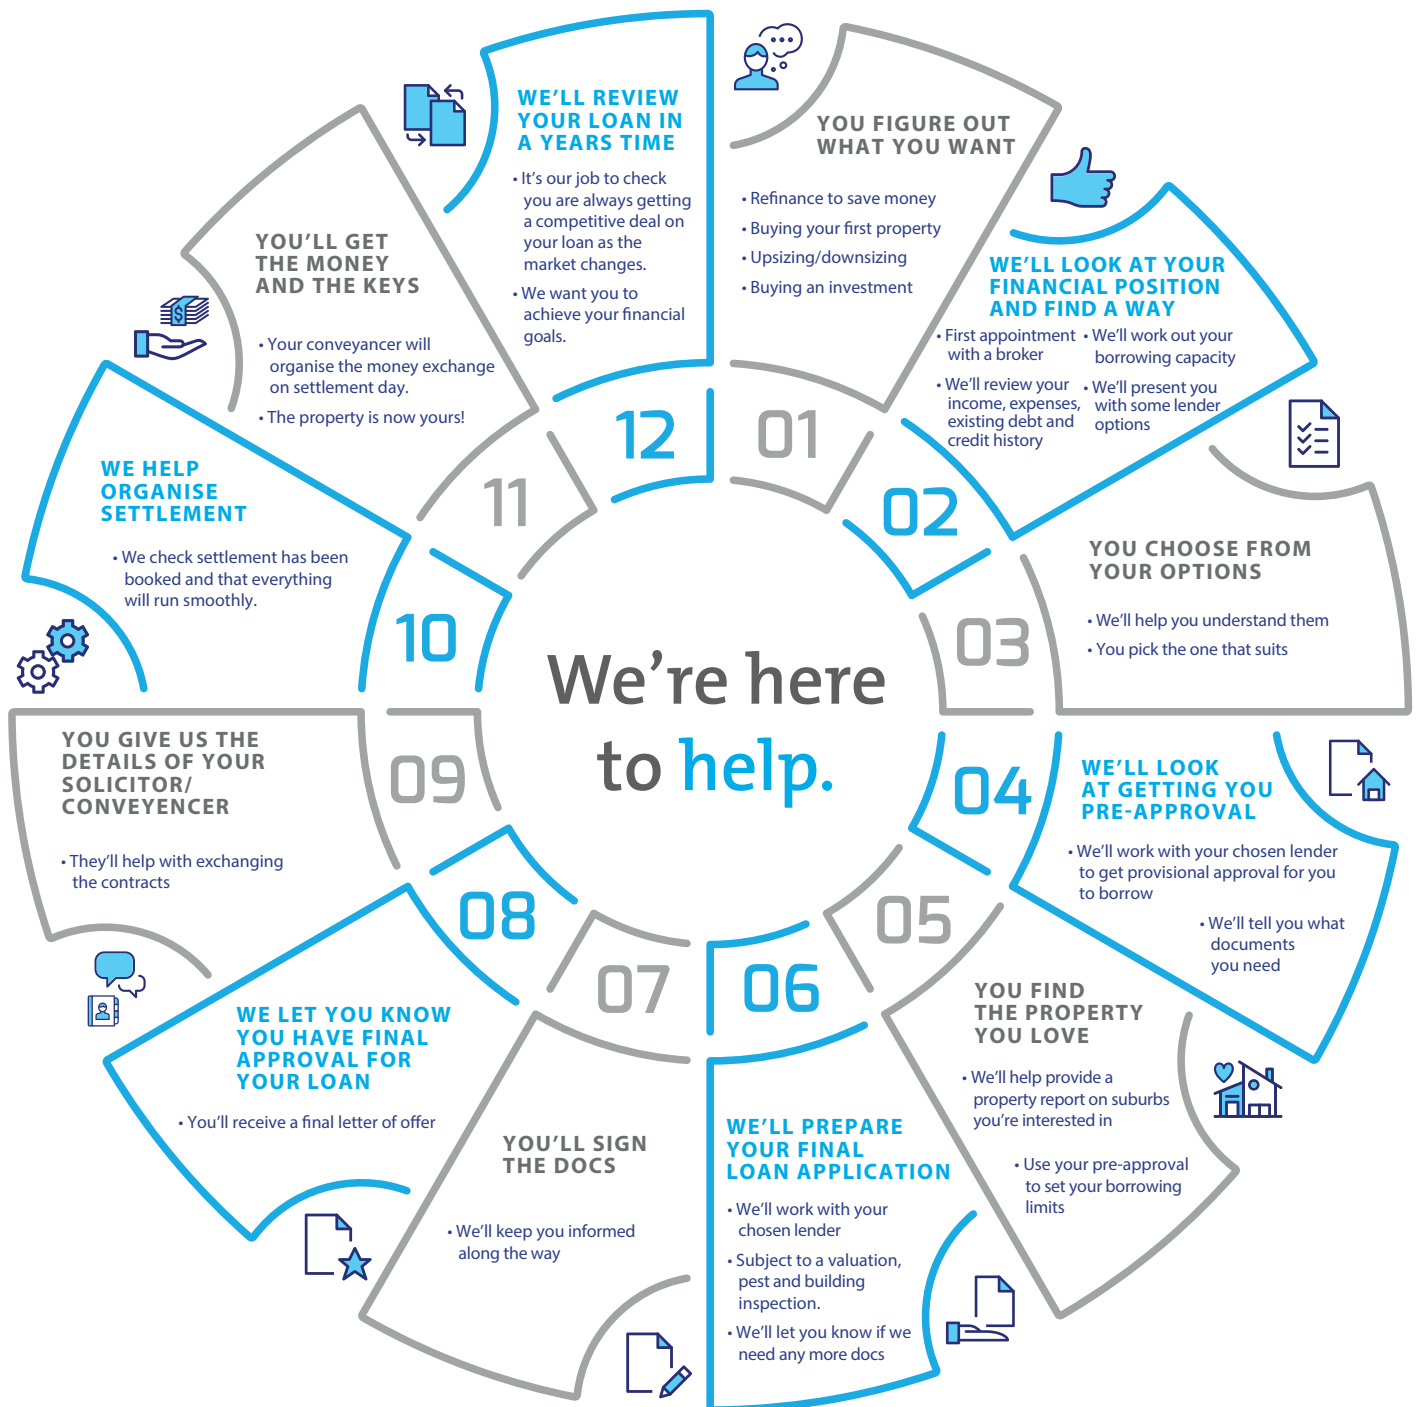 WE'LL REVIEW
YOUR LOAN IN
A YEARS TIME
• It's our job to check
you are always getting
a competitive deal on
your loan as the
market changes.
• We want you to
achieve your financial
goals.
12
YOU FIGURE OUT
WHAT YOU WANT
• Refinance to save money
• Buying your first property
• Upsizing/downsizing
• Buying an investment
01
WE'LL LOOK AT YOUR
FINANCIAL POSITION
AND FIND A WAY
• First appointment
with a broker
• We'll review your
income, expenses,
existing debt and
credit history
• We'll work out your
borrowing capacity
• We'll present you
with some lender
options
02
YOU CHOOSE FROM
YOUR OPTIONS
• We'll help you understand them
• You pick the one that suits
03
WE'LL LOOK
AT GETTING YOU
PRE-APPROVAL
• We'll work with your chosen lender
to get provisional approval for you
to borrow
• We'll tell you what
documents
you need
04
YOU FIND
THE PROPERTY
YOU LOVE
• We'll help provide a
property report on suburbs
you're interested in
• Use your pre-approval
to set your borrowing
limits
05
WE'LL PREPARE
YOUR FINAL
LOAN APPLICATION
• We'll work with your
chosen lender
• Subject to a valuation,
pest and building
inspection.
• We'll let you know if we
need any more docs
06
YOU'LL SIGN
THE DOCS
• We'll keep you informed
along the way
07
WE LET YOU KNOW
YOU HAVE FINAL
APPROVAL FOR
YOUR LOAN
• You'll receive a final letter of offer
08
YOU GIVE US THE
DETAILS OF YOUR
SOLICITOR/
CONVEYENCER
• They'll help with exchanging
the contracts
09
WE HELP
ORGANISE
SETTLEMENT
• We check settlement has been
booked and that everything
will run smoothly.
10
YOU'LL GET
THE MONEY
AND THE KEYS
• Your conveyancer will
organise the money exchange
on settlement day.
• The property is now yours!
11
$
We're here
to help.